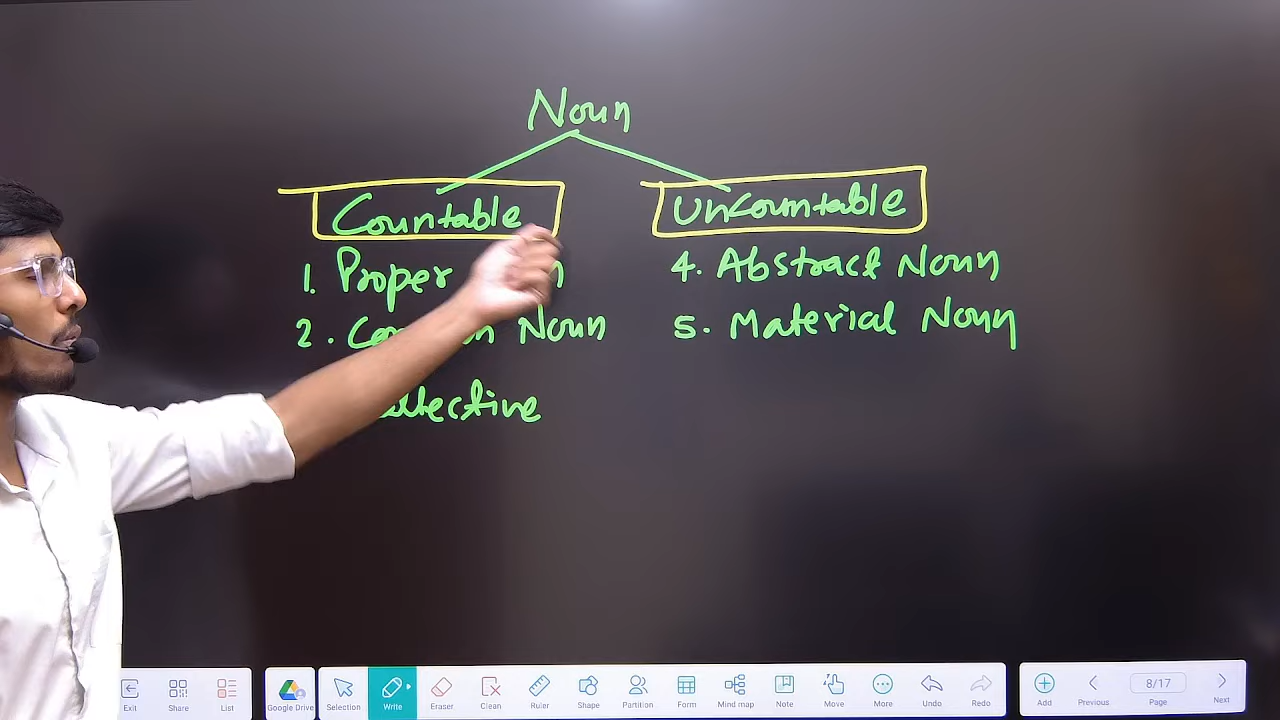 Noun
Countable
Uncountable
1. Proper
4. Abstract Noun
2. Noun
5. Material Noun
Exit
Share
List
Google Drive
Selection
Write
Eraser
Clean
Ruler
Shape
Partition
Form
Mind map
Note
Move
More
Undo
Redo
Add
Previous
8/17
Page
Next